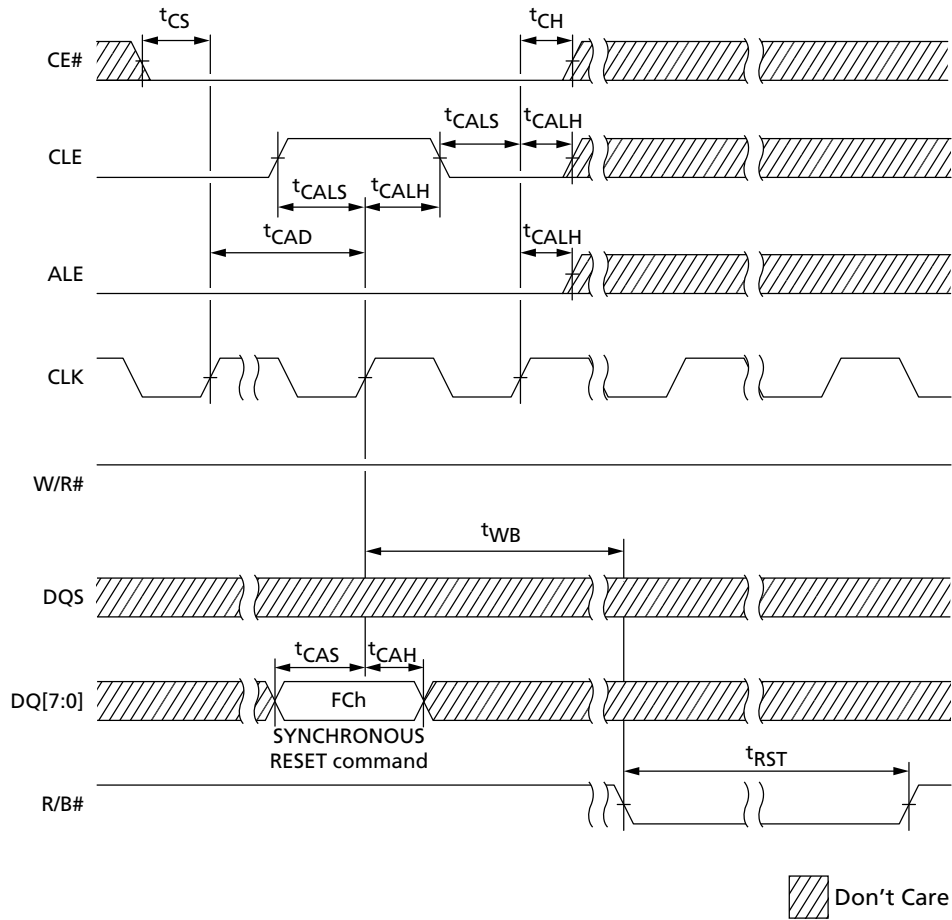 tCS
tCH
CE#
tCALS
tCALH
CLE
tCALS
tCALH
tCAD
tCALH
ALE
CLK
W/R#
tWB
DQS
tCAS
tCAH
DQ[7:0]
FCh
SYNCHRONOUS
RESET command
tRST
R/B#
Don't Care